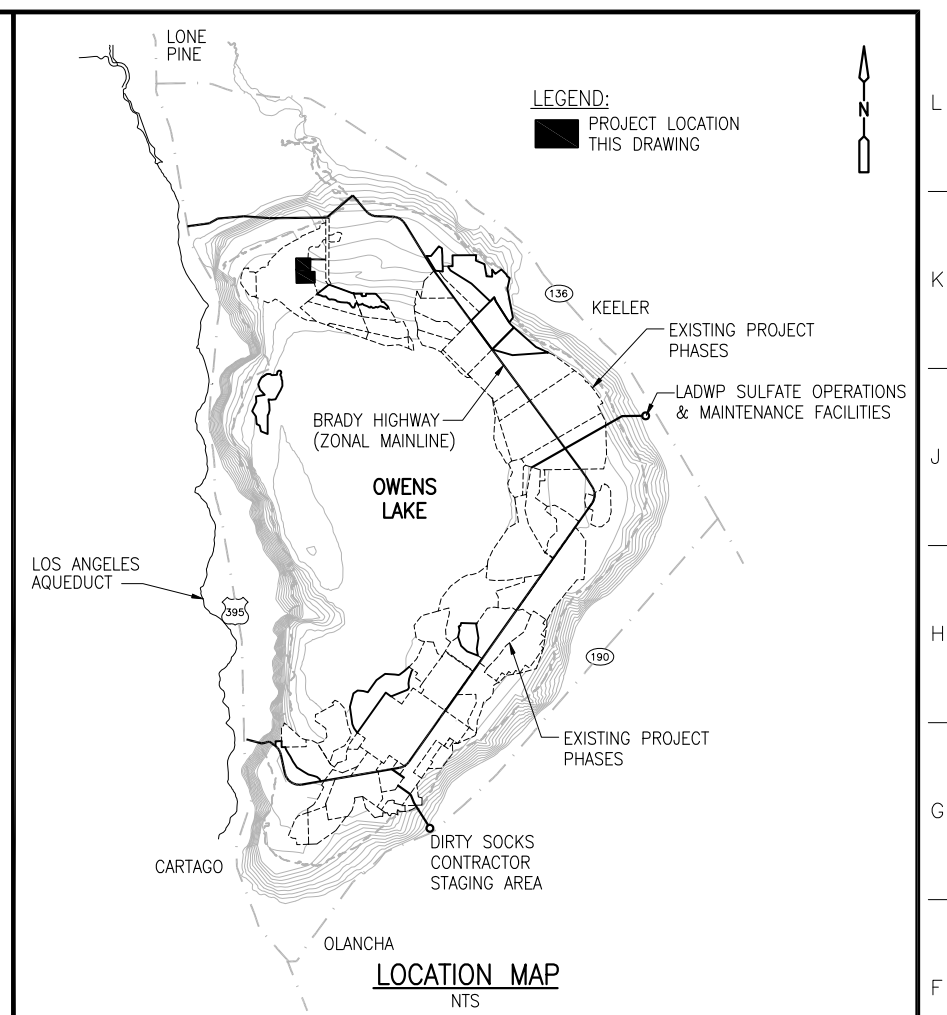 LONE
PINE
LEGEND:
PROJECT LOCATION
THIS DRAWING
N
L
K
136
KEELER
EXISTING PROJECT
PHASES
LADWP SULFATE OPERATIONS
& MAINTENANCE FACILITIES
BRADY HIGHWAY
(ZONAL MAINLINE)
J
OWENS
LAKE
LOS ANGELES
AQUEDUCT
395
H
190
EXISTING PROJECT
PHASES
G
DIRTY SOCKS
CONTRACTOR
STAGING AREA
CARTAGO
OLANCHA
LOCATION MAP
NTS
F